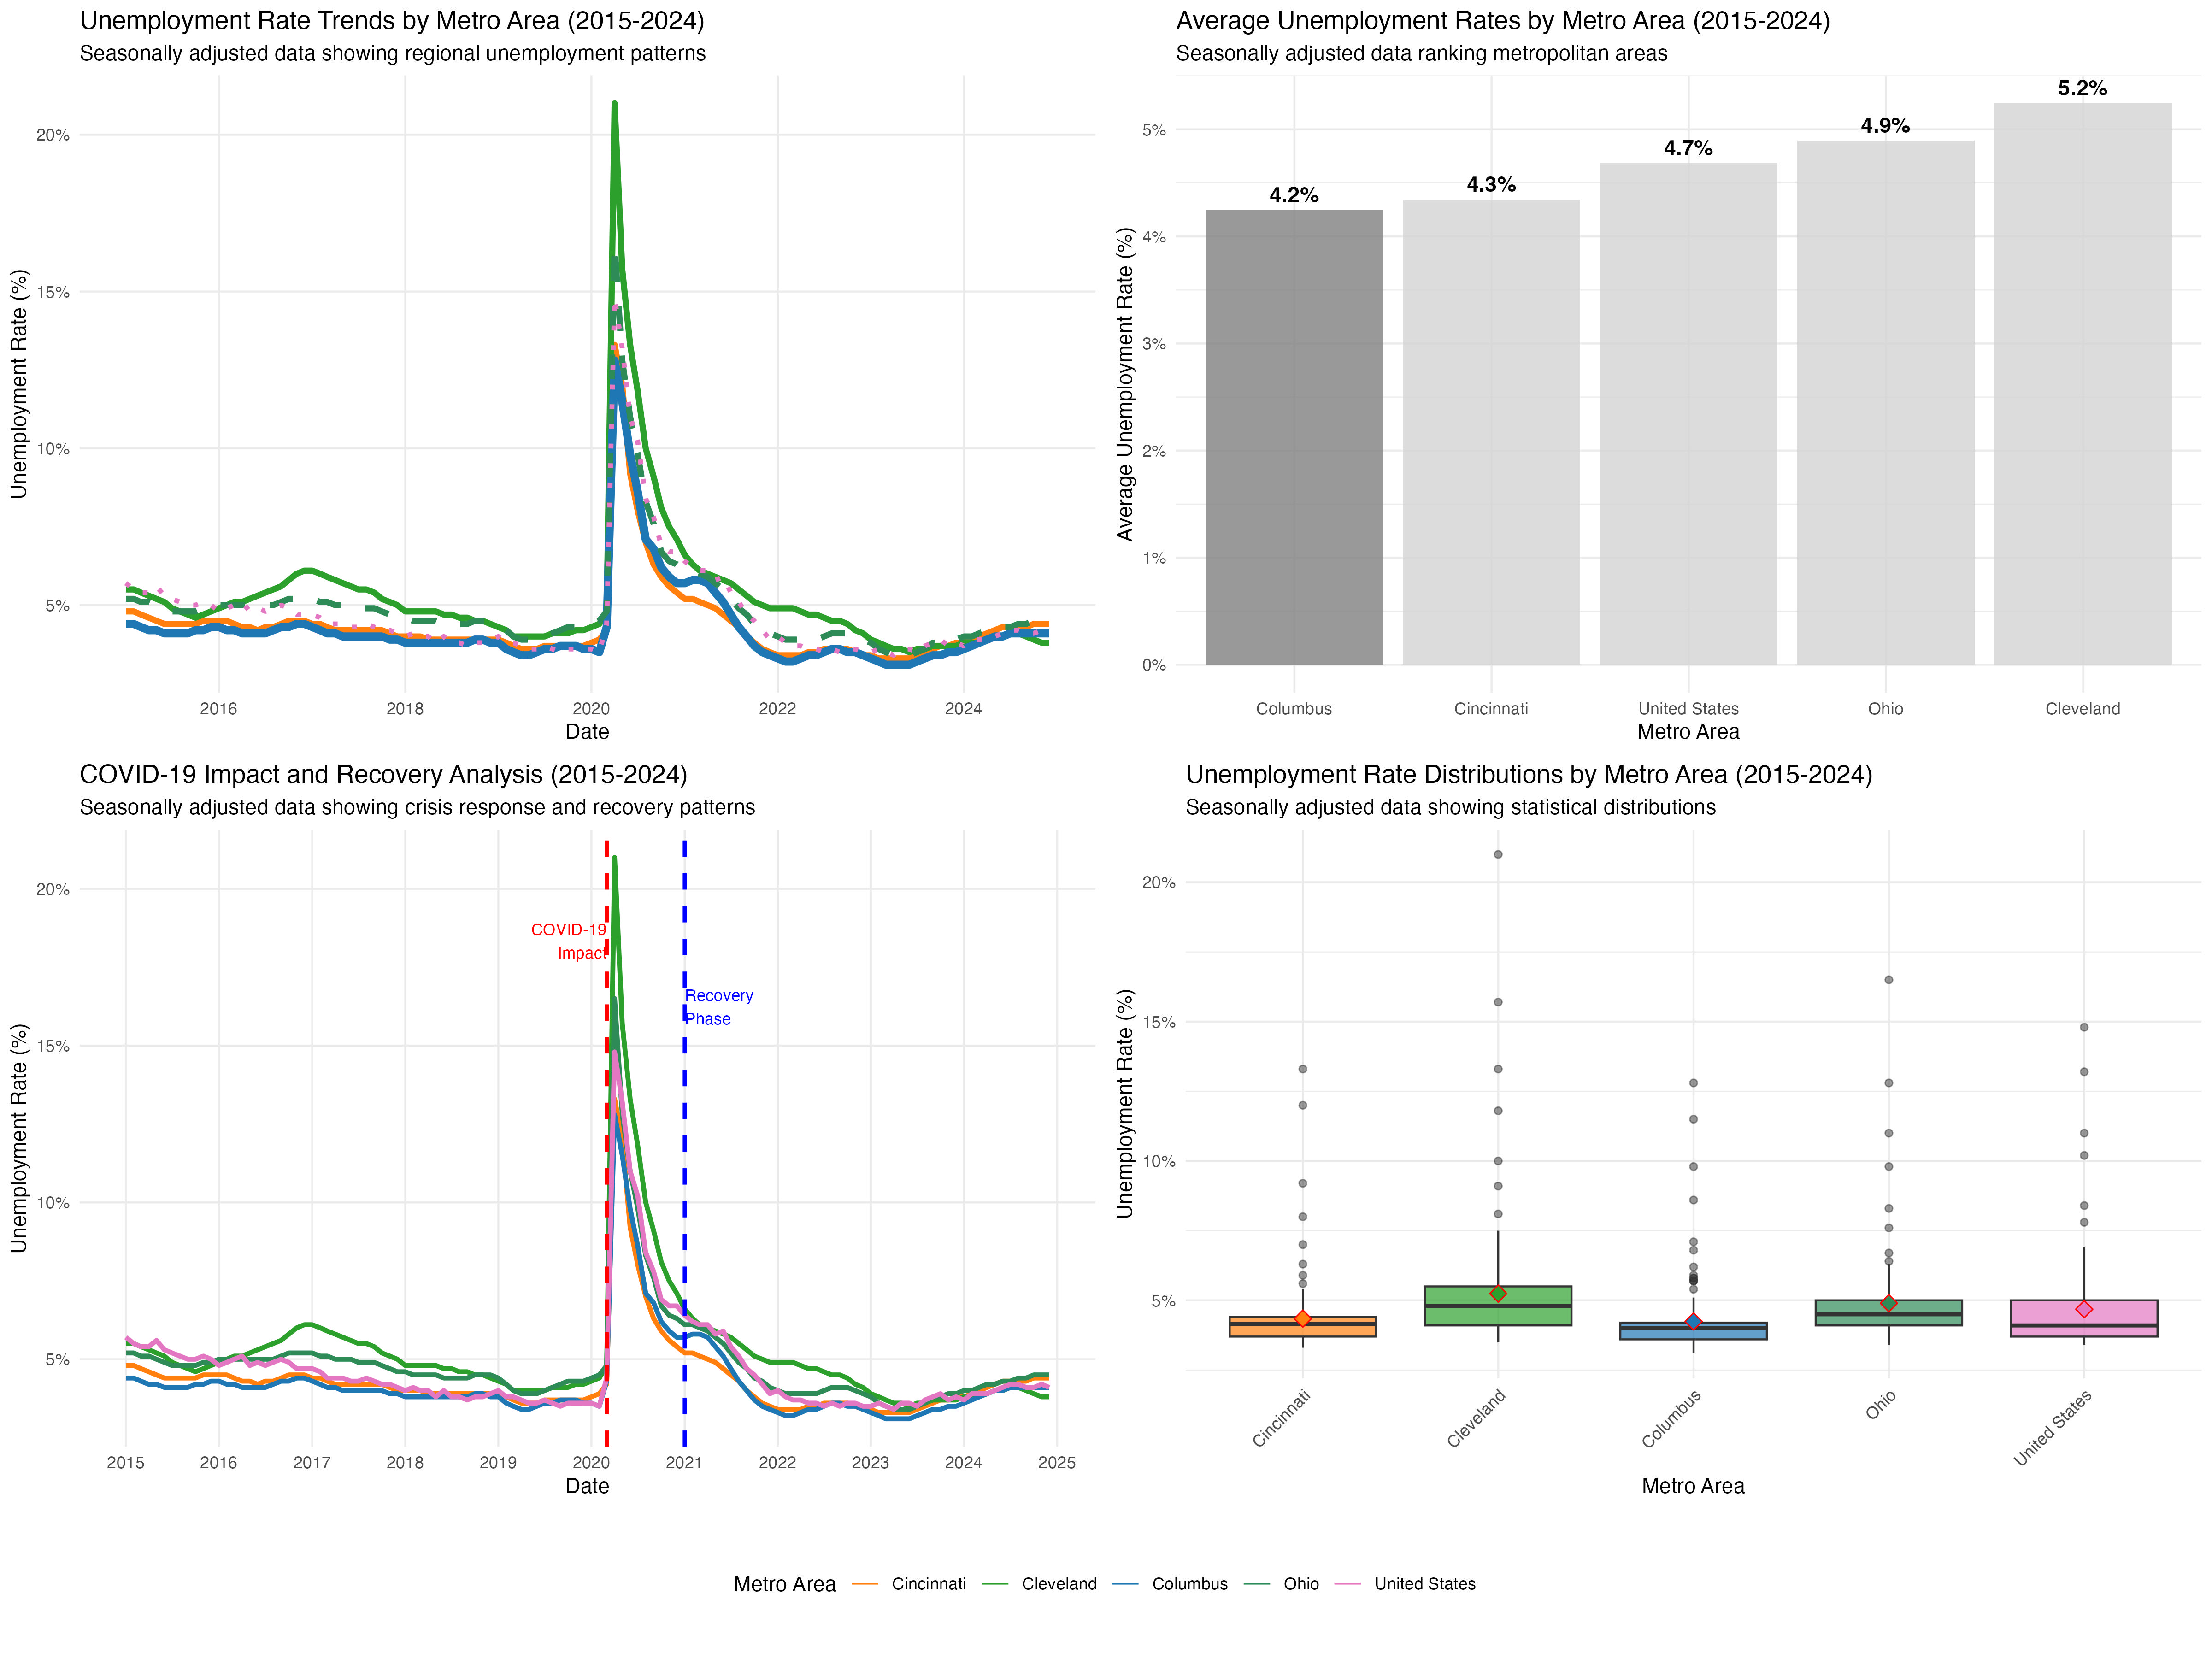 Unemployment Rate Trends by Metro Area (2015-2024)
Seasonally adjusted data showing regional unemployment patterns
Unemployment Rate (%)
20%
15%
10%
5%
2016
2018
2020
2022
2024
Date
Average Unemployment Rates by Metro Area (2015-2024)
Seasonally adjusted data ranking metropolitan areas
Average Unemployment Rate (%)
5%
4%
3%
2%
1%
0%
4.2%
4.3%
4.7%
4.9%
5.2%
Columbus
Cincinnati
United States
Ohio
Cleveland
Metro Area
COVID-19 Impact and Recovery Analysis (2015-2024)
Seasonally adjusted data showing crisis response and recovery patterns
Unemployment Rate (%)
20%
15%
10%
5%
COVID-19
Impact
Recovery
Phase
2015
2016
2017
2018
2019
2020
2021
2022
2023
2024
2025
Date
Unemployment Rate Distributions by Metro Area (2015-2024)
Seasonally adjusted data showing statistical distributions
Unemployment Rate (%)
20%
15%
10%
5%
Cincinnati
Cleveland
Columbus
Ohio
United States
Metro Area
Metro Area
Cincinnati
Cleveland
Columbus
Ohio
United States